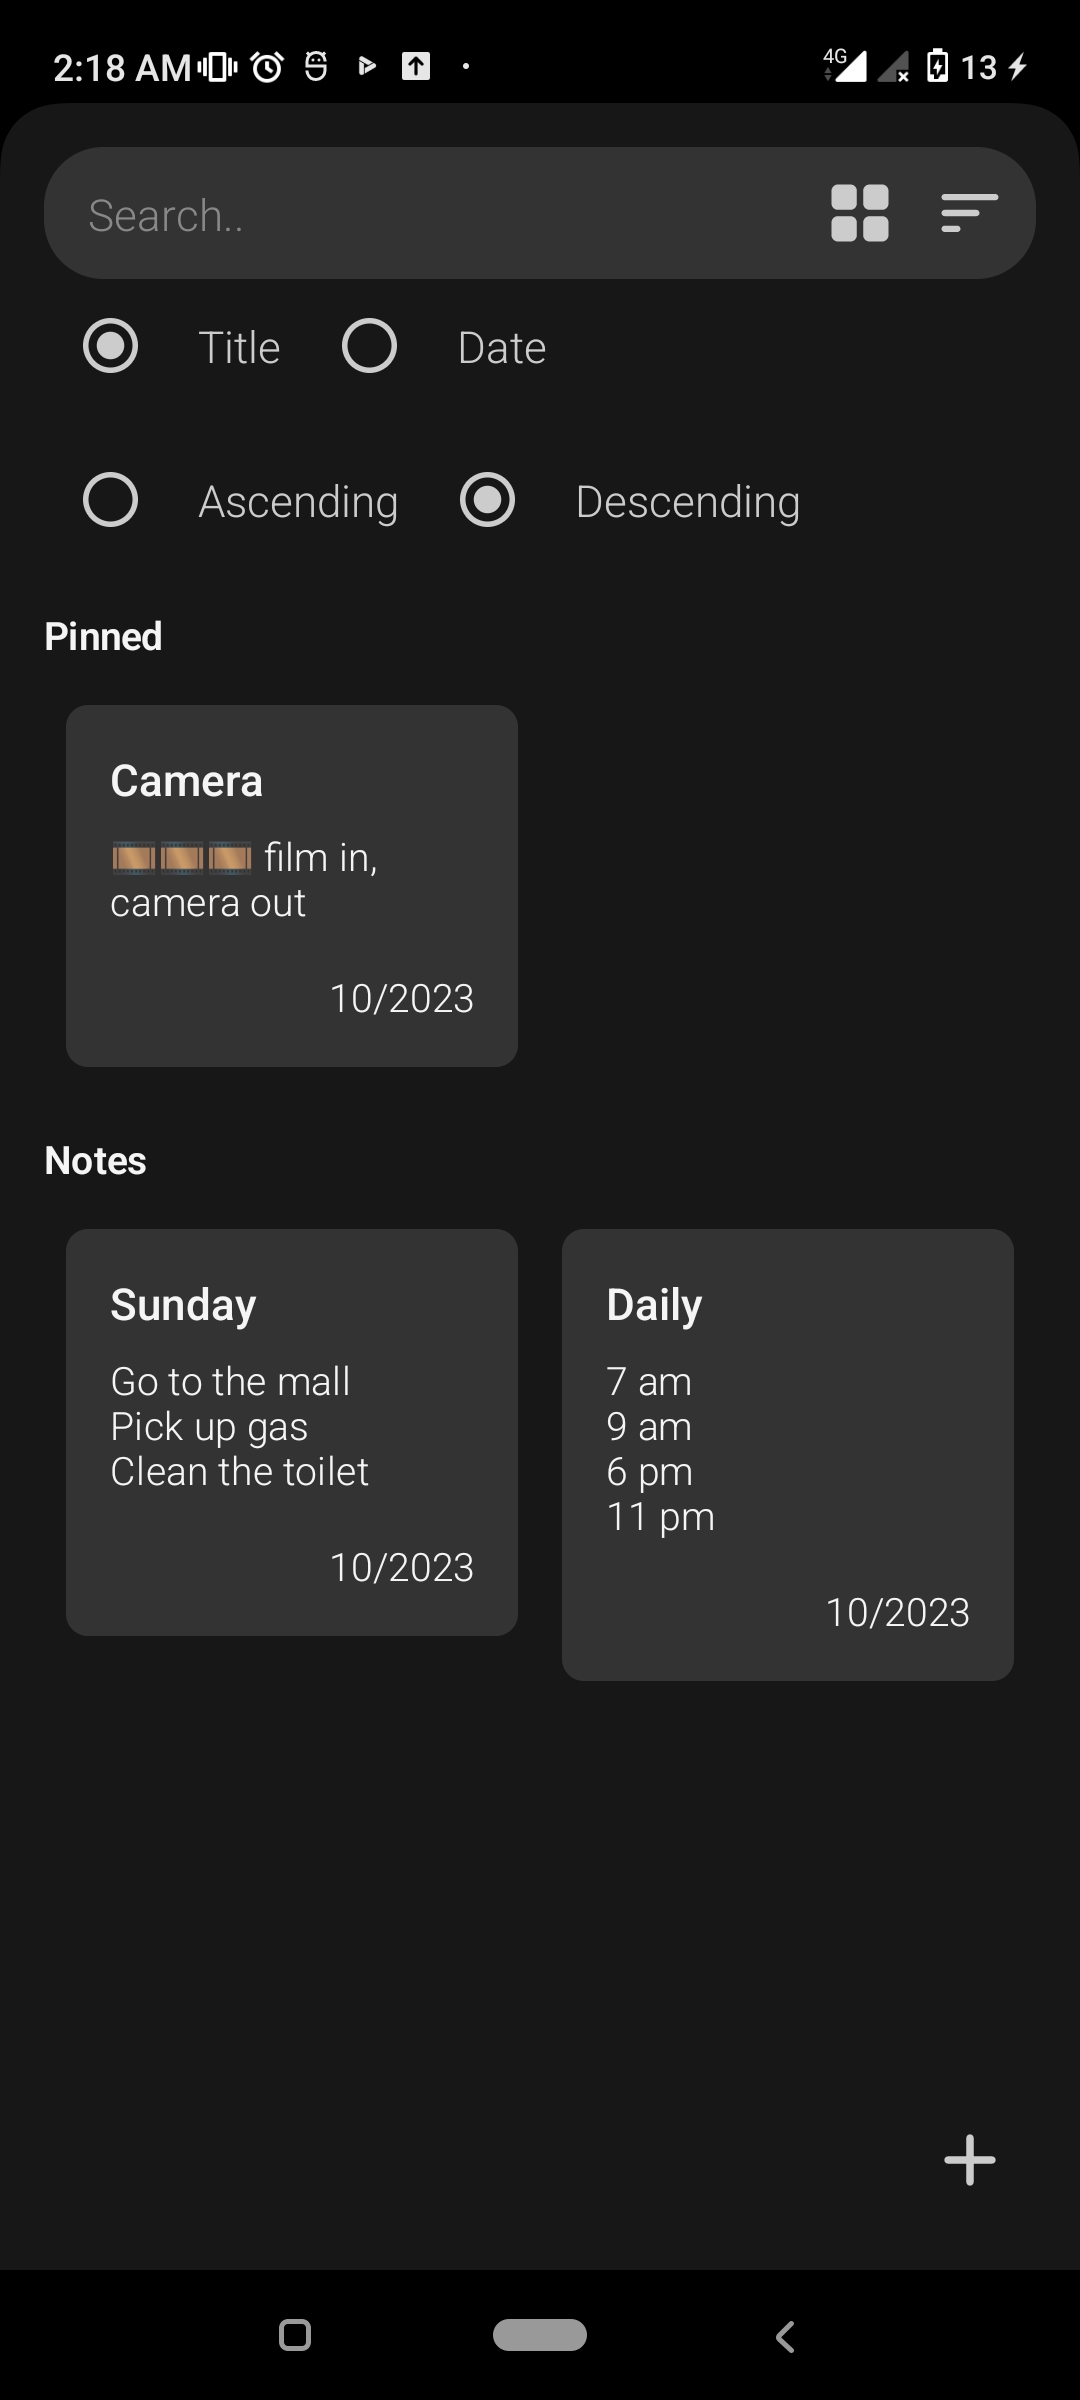 2:18 AM 4G 13
Search..
Title Date
Ascending Descending
Pinned
Camera
🎞️🎞️🎞️ film in,
camera out
10/2023
Notes
Sunday
Go to the mall
Pick up gas
Clean the toilet
10/2023
Daily
7 am
9 am
6 pm
11 pm
10/2023